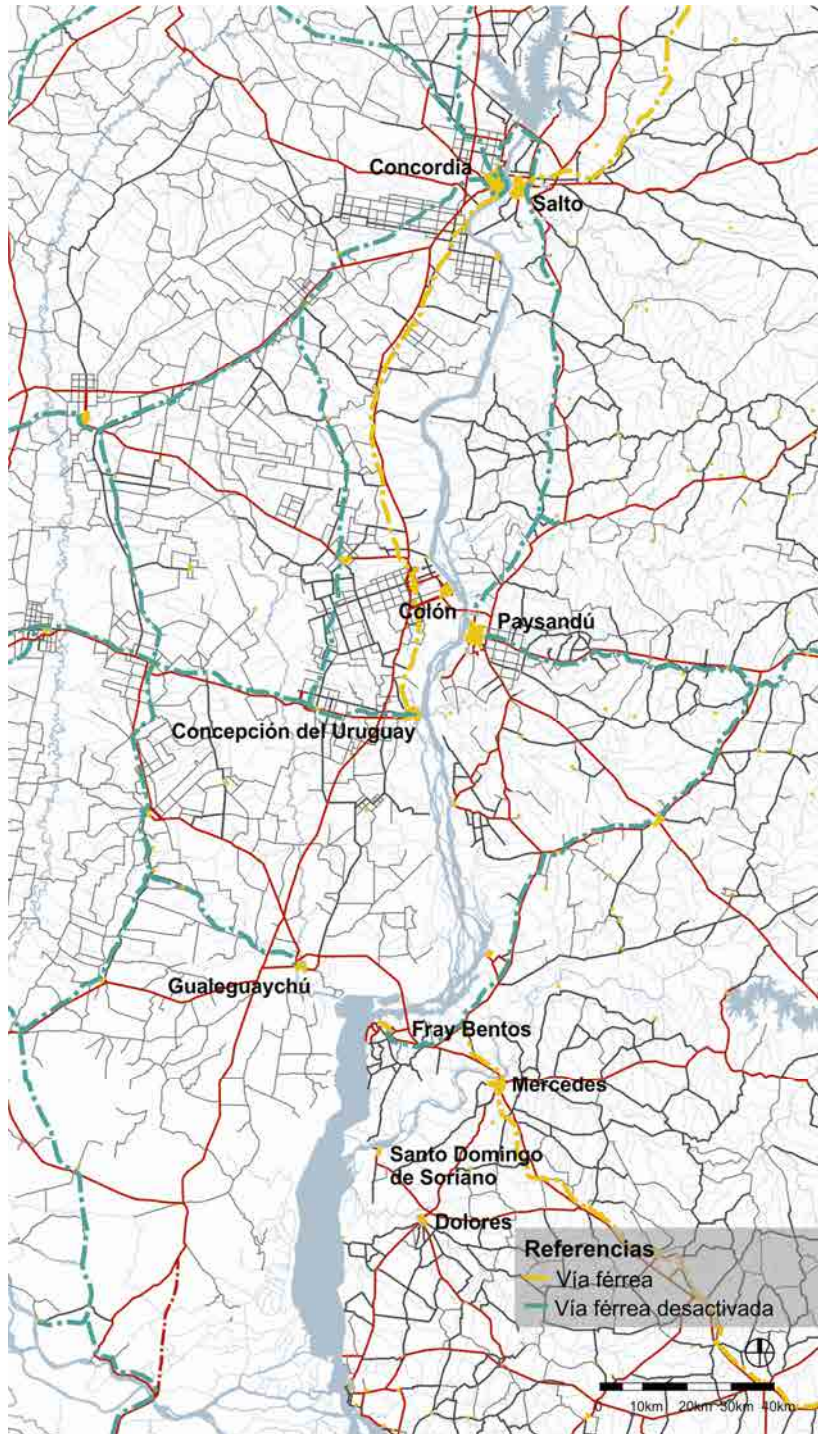 Concordia
Salto
Colón
Paysandú
Concepción del Uruguay
Gualeguaychú
Fray Bentos
Mercedes
Santo Domingo
de Soriano
Dolores
Referencias
Vía férrea
Vía férrea desactivada
0 10km 20km 30km 40km